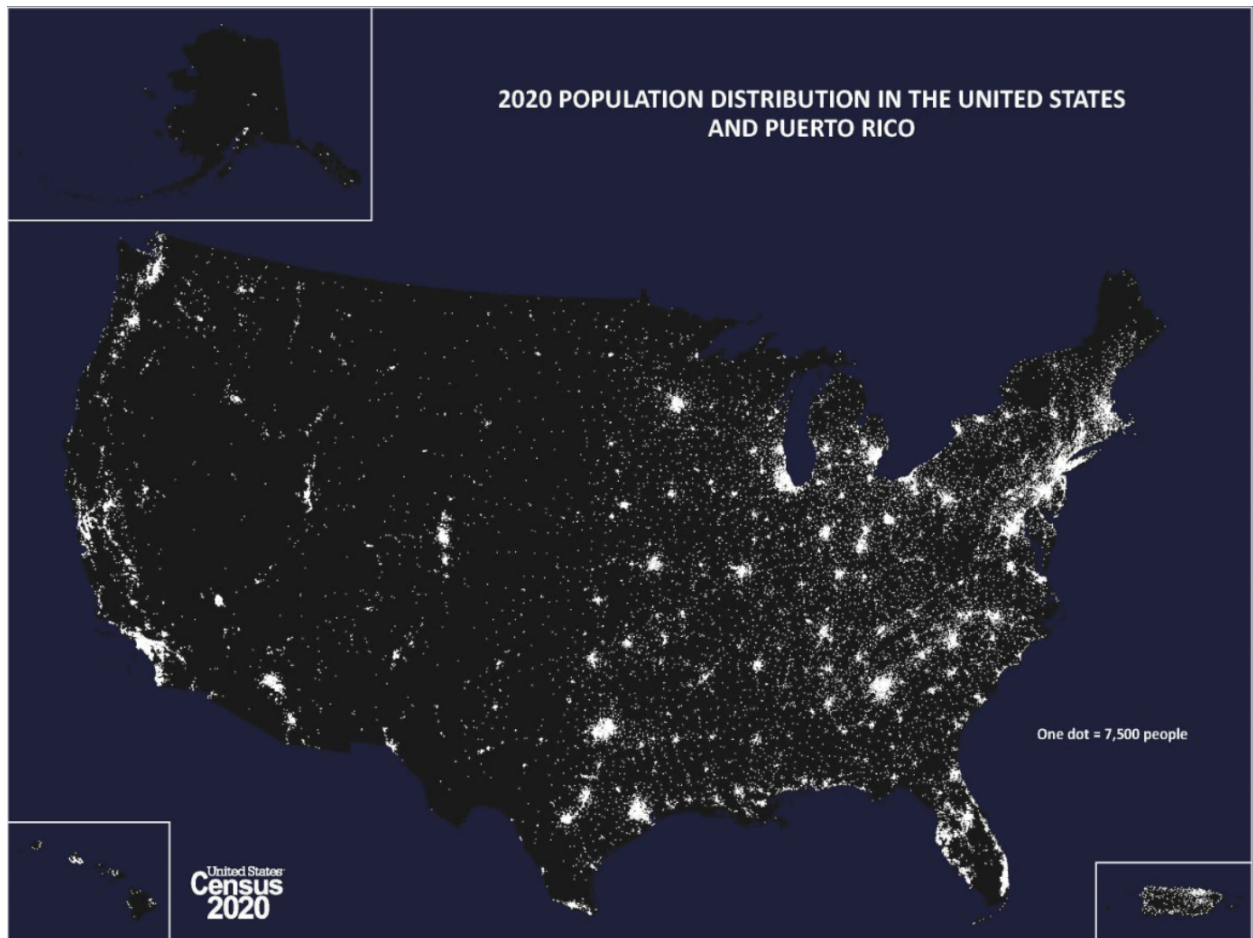 2020 POPULATION DISTRIBUTION IN THE UNITED STATES
AND PUERTO RICO
One dot = 7,500 people
United States®
Census
2020